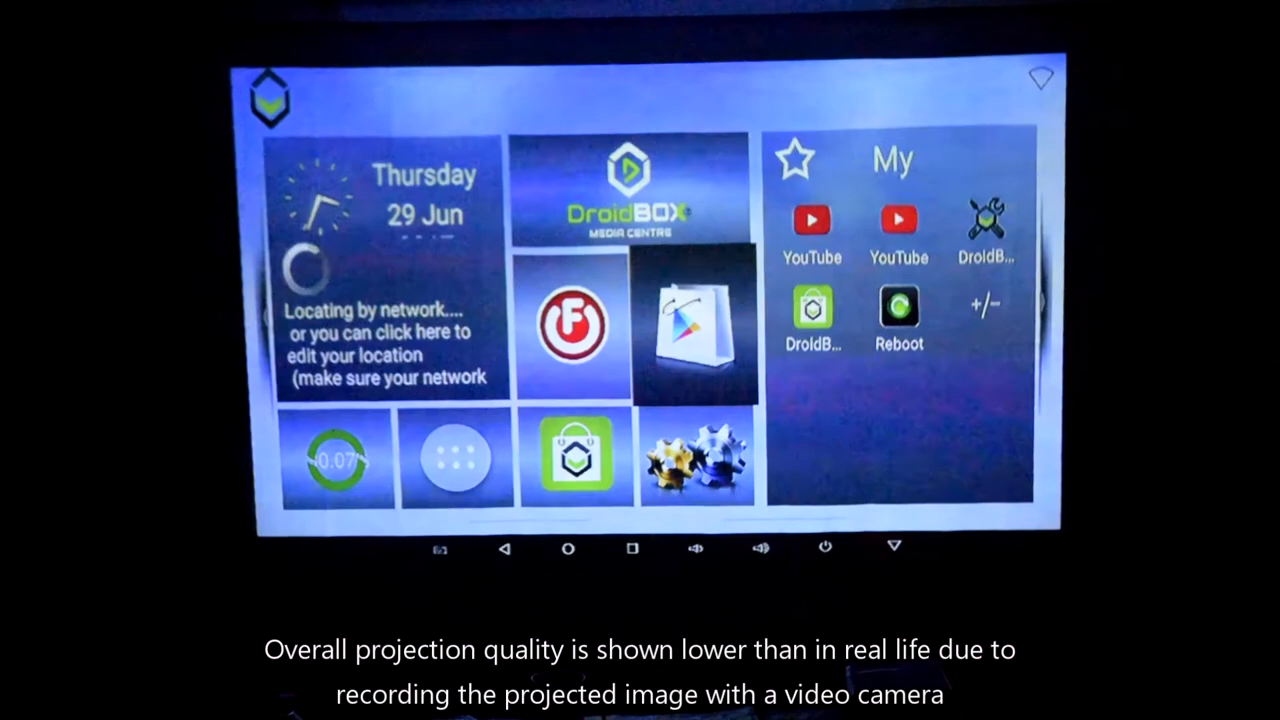 Thursday
29 Jun
Locating by network....
or you can click here to
edit your location
(make sure your network
0.07
DroidBOX
MEDIA CENTRE
F
My
YouTube
YouTube
DroidB...
DroidB...
Reboot
+/-
Overall projection quality is shown lower than in real life due to
recording the projected image with a video camera